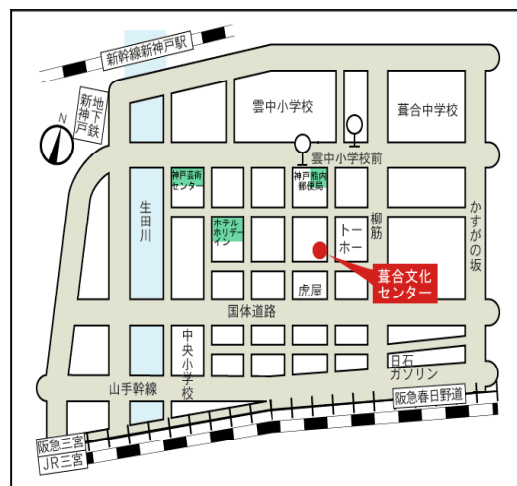 新幹線新神戸駅
地下鉄
新神戸
N
雲中小学校
葺合中学校
雲中小学校前
神戸芸術
センター
神戸熊内
郵便局
生田川
ホテル
ホリデー
イン
トー
ホー
柳筋
かすがの坂
葺合文化
センター
虎屋
国体道路
中央小学校
日石
ガソリン
山手幹線
阪急春日野道
阪急三宮
JR三宮